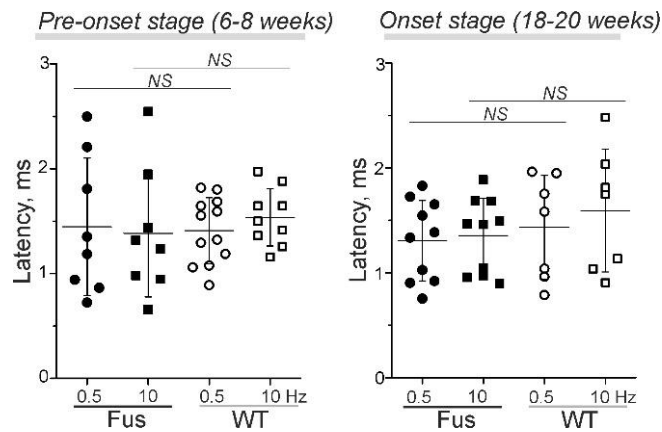 Pre-onset stage (6-8 weeks)
NS
NS
Latency, ms
3
2
1
0
0.5 10 0.5 10 Hz
Fus WT
Onset stage (18-20 weeks)
NS
NS
Latency, ms
3
2
1
0
0.5 10 0.5 10 Hz
Fus WT